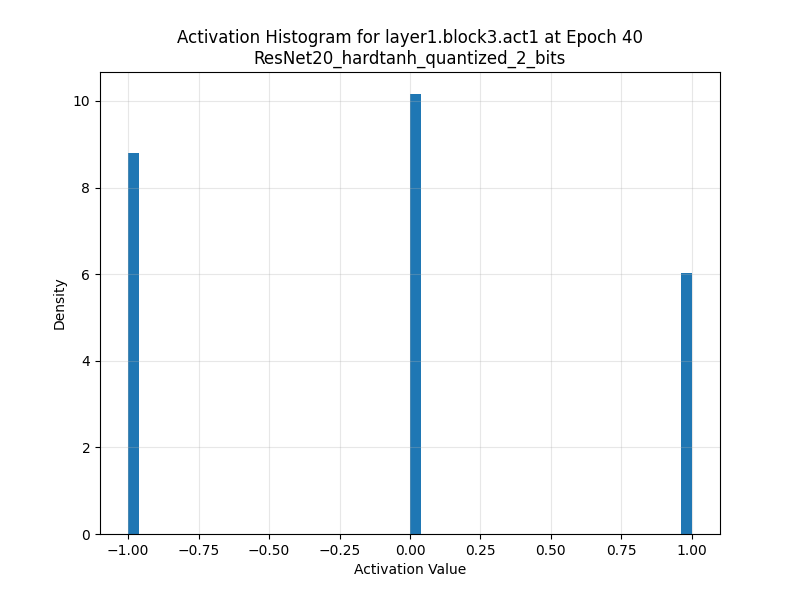 Activation Histogram for layer1.block3.act1 at Epoch 40
ResNet20_hardtanh_quantized_2_bits
10
8
6
4
2
0
Density
−1.00 −0.75 −0.50 −0.25 0.00 0.25 0.50 0.75 1.00
Activation Value